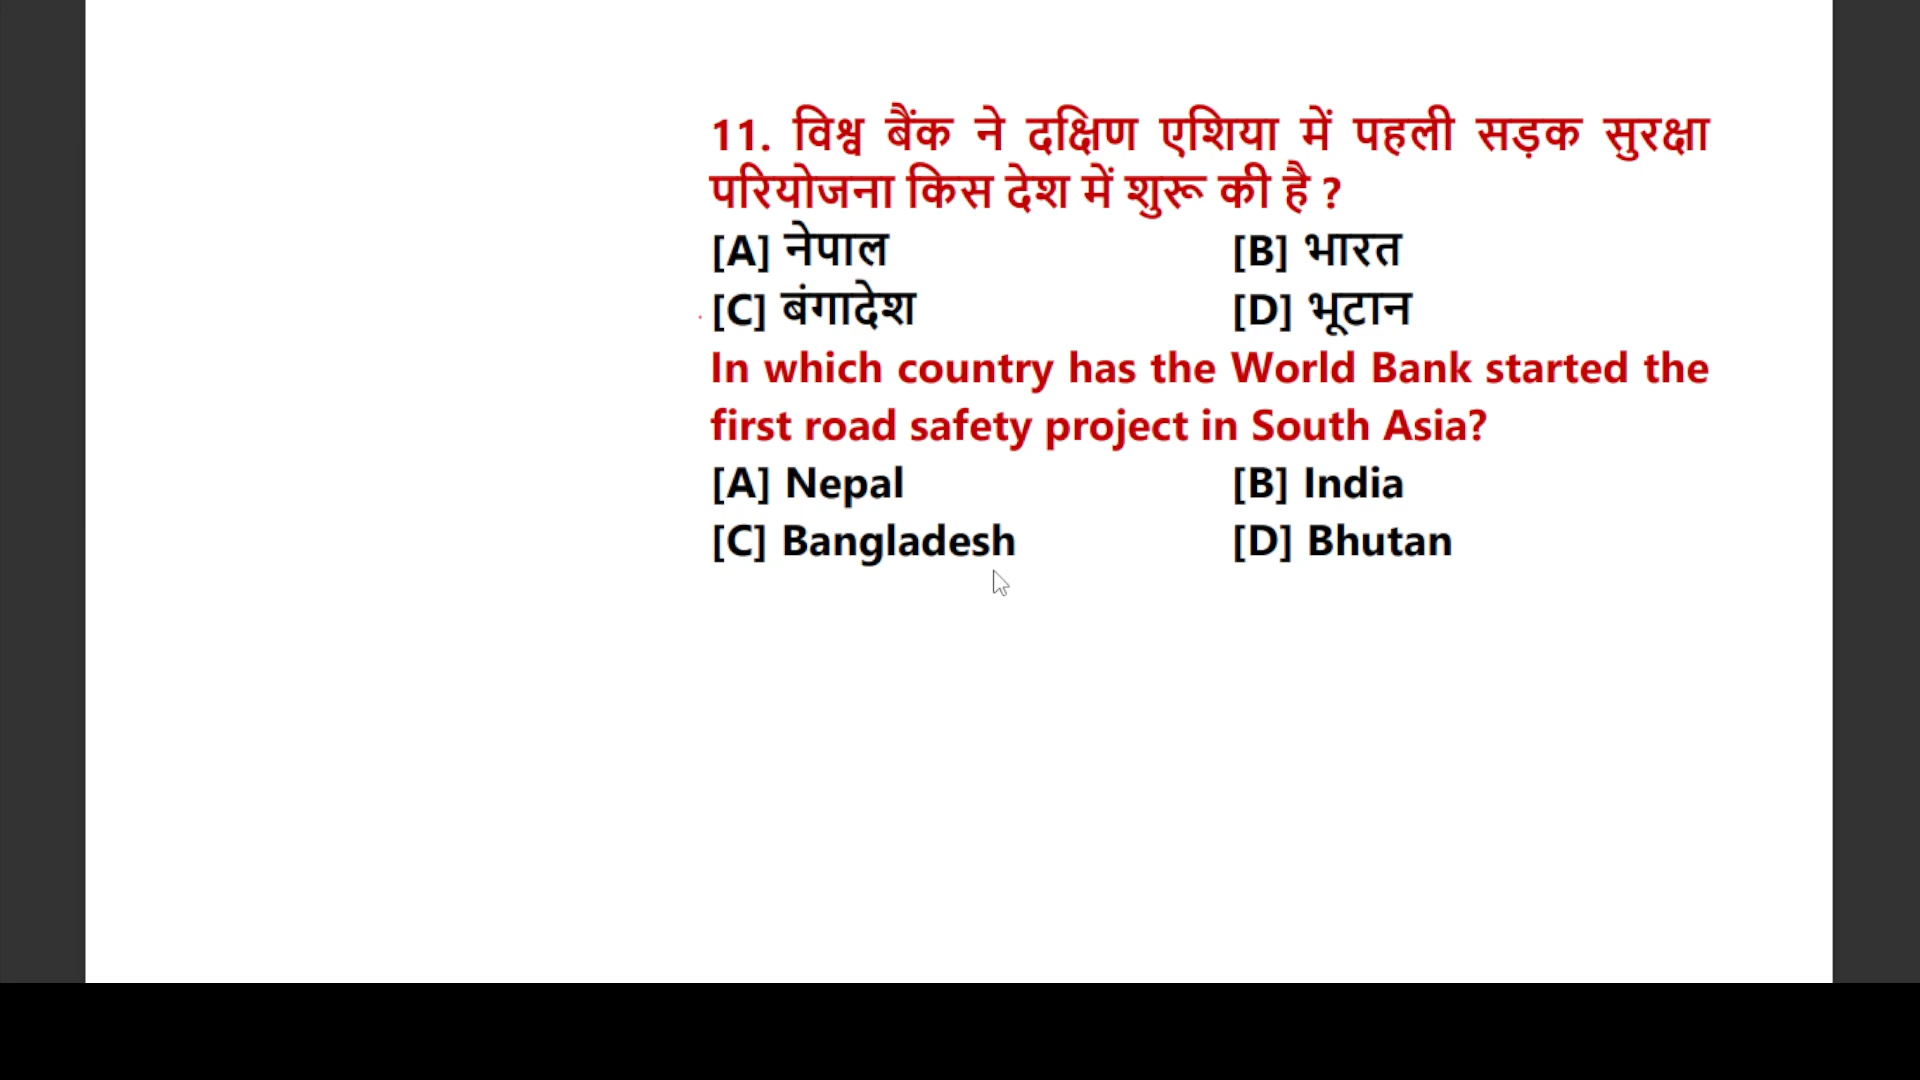 11. विश्व बैंक ने दक्षिण एशिया में पहली सड़क सुरक्षा
परियोजना किस देश में शुरू की है ?
[A] नेपाल [B] भारत
[C] बंगादेश [D] भूटान
In which country has the World Bank started the
first road safety project in South Asia?
[A] Nepal [B] India
[C] Bangladesh [D] Bhutan